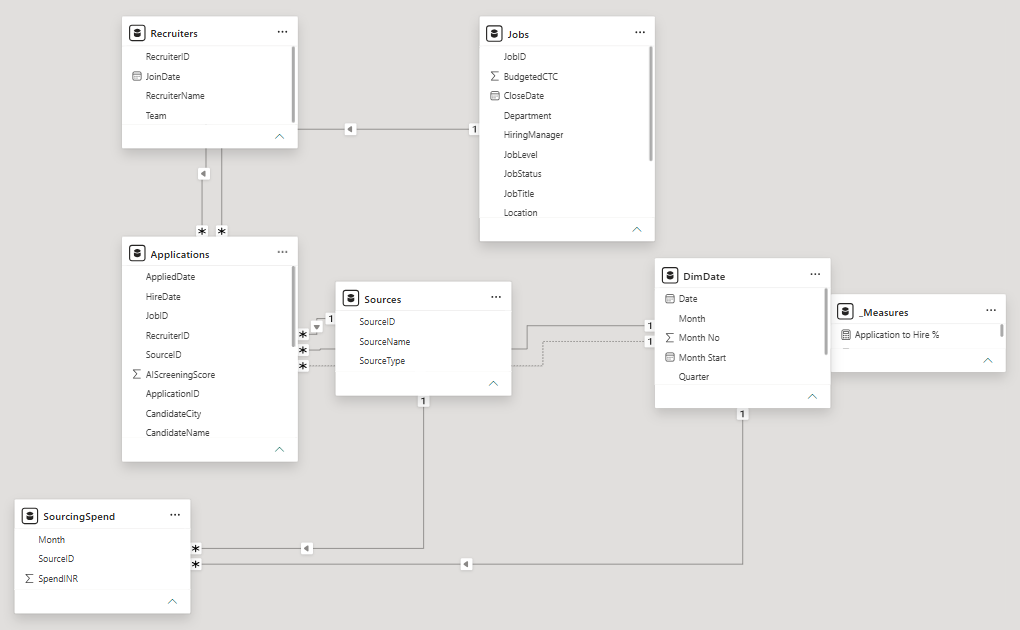 Recruiters
RecruiterID
JoinDate
RecruiterName
Team
Jobs
JobID
BudgetedCTC
CloseDate
Department
HiringManager
JobLevel
JobStatus
JobTitle
Location
1
*
*
Applications
AppliedDate
HireDate
JobID
RecruiterID
SourceID
AIScreeningScore
ApplicationID
CandidateCity
CandidateName
*
*
*
1
Sources
SourceID
SourceName
SourceType
1
1
1
DimDate
Date
Month
Month No
Month Start
Quarter
1
_Measures
Application to Hire %
SourcingSpend
Month
SourceID
SpendINR
*
*